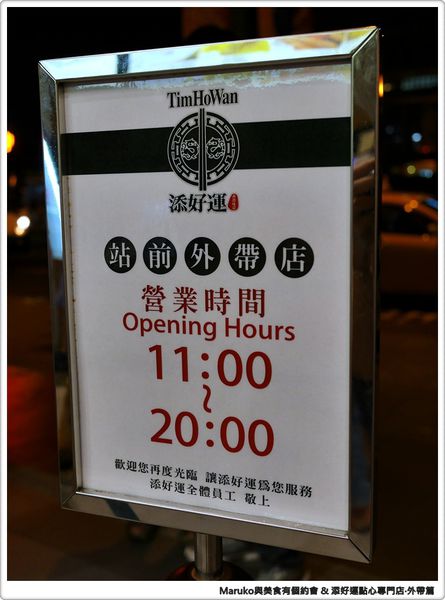 TimHoWan
添好運
站前外帶店
營業時間
Opening Hours
11:00
~
20:00
歡迎您再度光臨 讓添好運為您服務
添好運全體員工 敬上
Maruko與美食有個約會 & 添好運點心專門店-外帶篇